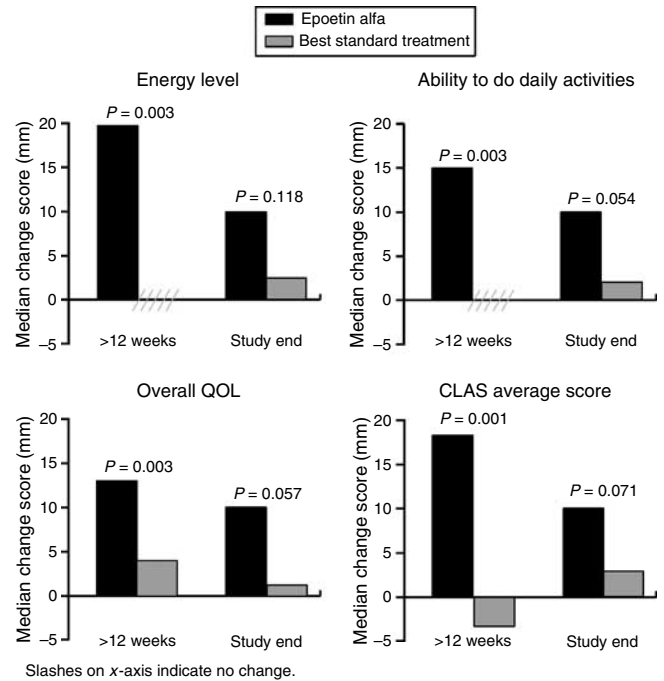 Epoetin alfa
Best standard treatment
Energy level
Median change score (mm)
20
15
10
5
0
–5
P = 0.003
P = 0.118
>12 weeks
Study end
Ability to do daily activities
Median change score (mm)
20
15
10
5
0
–5
P = 0.003
P = 0.054
>12 weeks
Study end
Overall QOL
Median change score (mm)
20
15
10
5
0
–5
P = 0.003
P = 0.057
>12 weeks
Study end
CLAS average score
Median change score (mm)
20
15
10
5
0
–5
P = 0.001
P = 0.071
>12 weeks
Study end
Slashes on x-axis indicate no change.